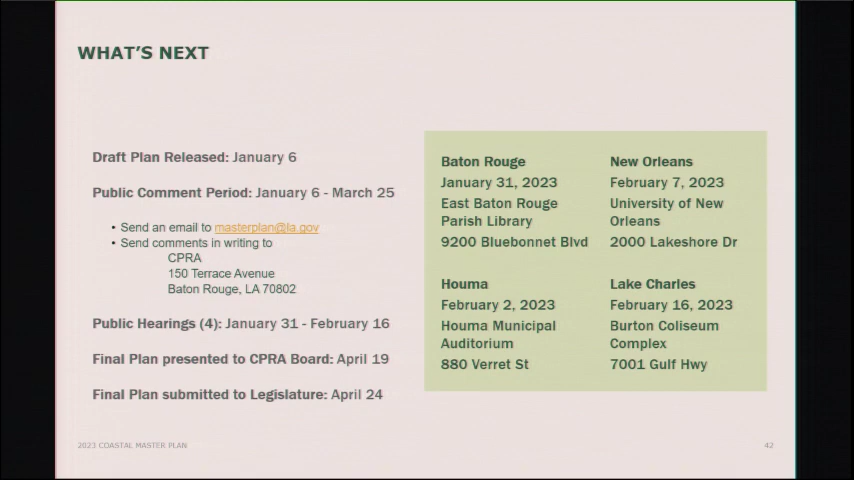 WHAT'S NEXT
Draft Plan Released: January 6
Public Comment Period: January 6 - March 25
• Send an email to masterplan@la.gov
• Send comments in writing to
CPRA
150 Terrace Avenue
Baton Rouge, LA 70802
Public Hearings (4): January 31 - February 16
Final Plan presented to CPRA Board: April 19
Final Plan submitted to Legislature: April 24
Baton Rouge
January 31, 2023
East Baton Rouge
Parish Library
9200 Bluebonnet Blvd
New Orleans
February 7, 2023
University of New
Orleans
2000 Lakeshore Dr
Houma
February 2, 2023
Houma Municipal
Auditorium
880 Verret St
Lake Charles
February 16, 2023
Burton Coliseum
Complex
7001 Gulf Hwy
2023 COASTAL MASTER PLAN
42